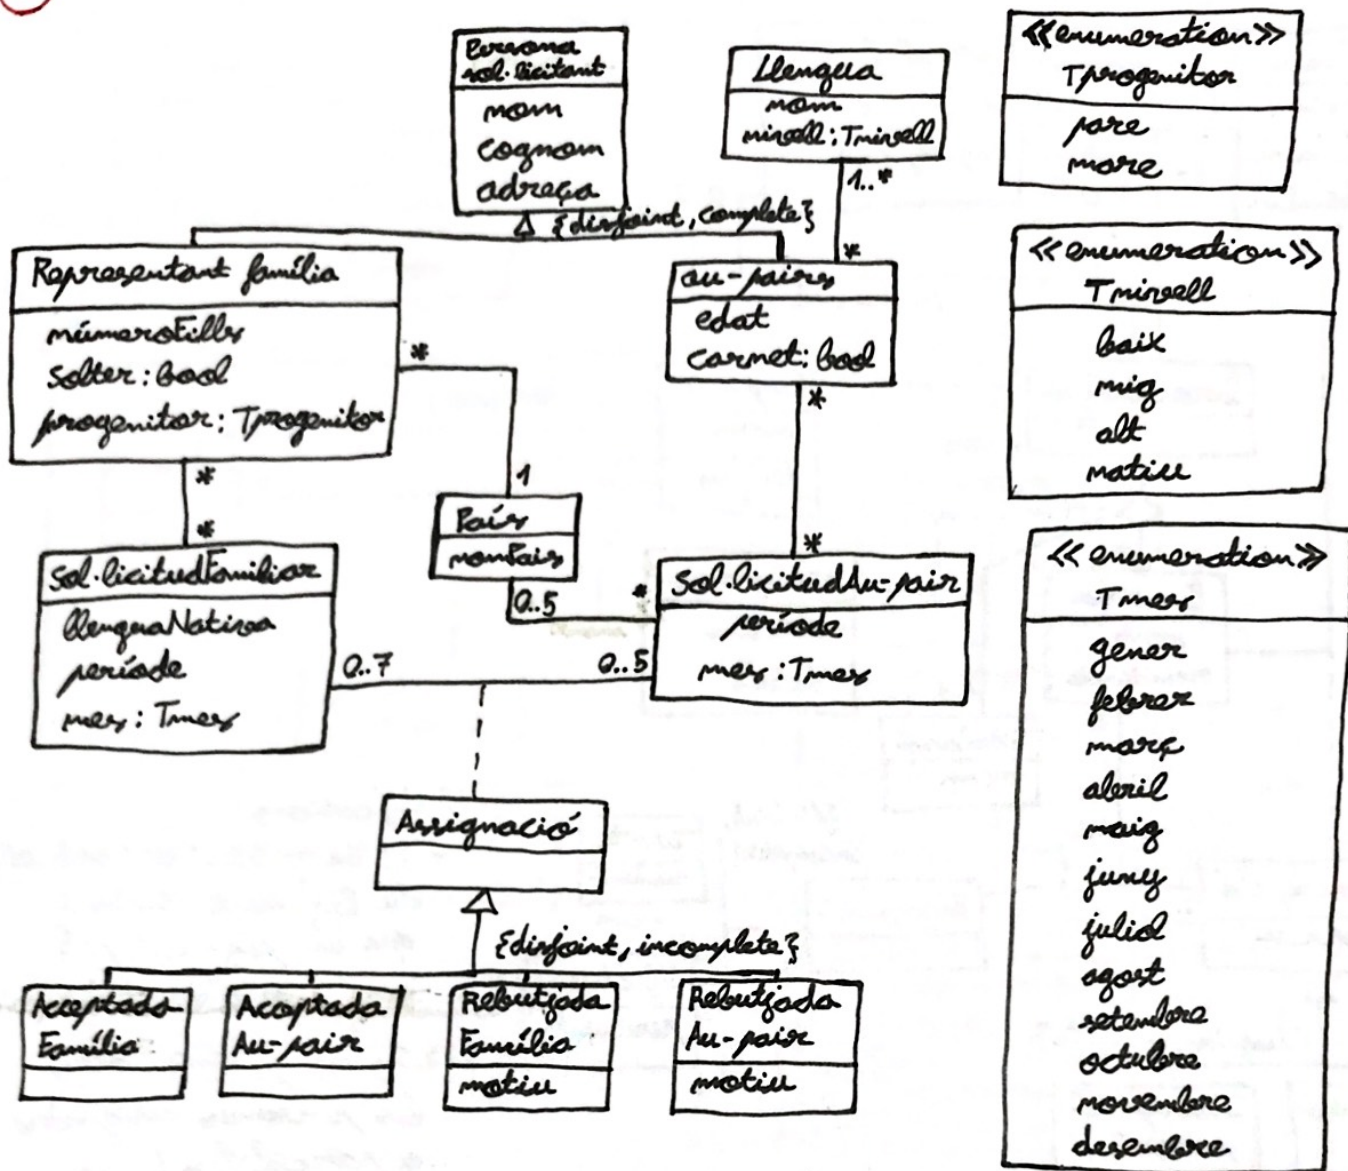 Persona
sol·licitant
nom
cognom
adreça
Llengua
nom
nivell: Tnivell
1..*
*
{disjoint, complete}
Representant família
númeroFills
Solter: bool
progenitor: Tprogenitor
*
1
au-pairs
edat
carnet: bool
*
*
*
*
País
nomPaís
0..5
*
Sol·licitudFamiliar
llenguaNativa
període
mes: Tmes
0..7
0..5
Sol·licitudAu-pair
període
mes: Tmes
Assignació
{disjoint, incomplete}
Acceptada
Família
Acceptada
Au-pair
Rebutjada
Família
motiu
Rebutjada
Au-pair
motiu
<<enumeration>>
Tprogenitor
pare
mare
<<enumeration>>
Tnivell
baix
mig
alt
natiu
<<enumeration>>
Tmes
gener
febrer
març
abril
maig
juny
juliol
agost
setembre
octubre
novembre
desembre